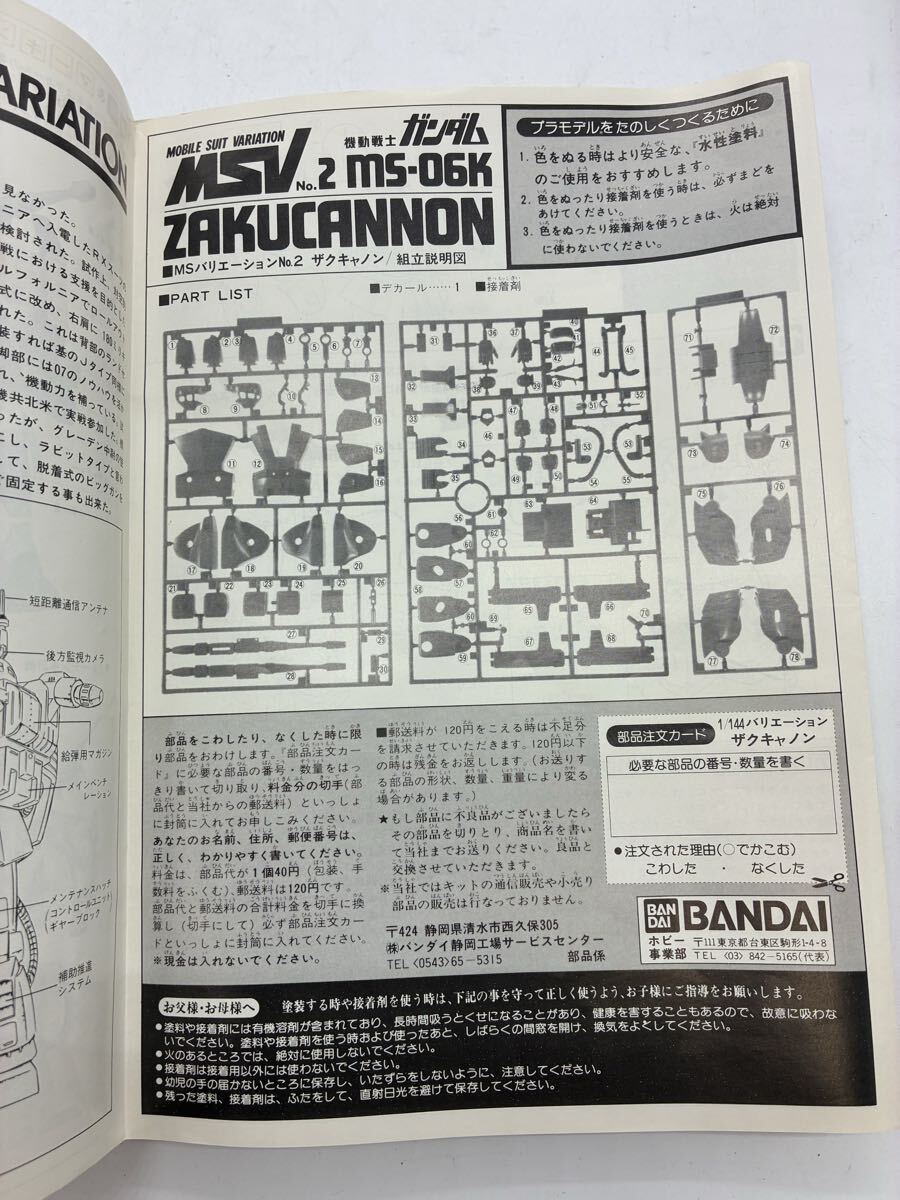 ARIATION
見なかった。
検討された。試作上、
戦における支援を目的とし
式に改め、右肩に180ミリ
れた。これは背部の
装すれば基のJタイプ
脚部には07のノウハウを
れ、機動力を補っている。
機共北米で実戦参加した。
ったが、グレーデン中尉の
にし、ラビットタイプと
して、脱着式のビッグガンを
固定する事も出来た。
短距離通信アンテナ
後方監視カメラ
給弾用マガジン
メインベンチ
レーション
メンテナンスハッチ
(コントロールユニット)
ギヤーブロック
補助推進
システム
MOBILE SUIT VARIATION
MSV No.2
機動戦士 ガンダム
MS-06K
ZAKUCANNON
■MSバリエーションNo.2 ザクキャノン/組立説明図
プラモデルをたのしくつくるために
1. 色をぬる時はより安全な、『水性塗料』
のご使用をおすすめします。
2. 色をぬったり接着剤を使う時は、必ずまどを
あけてください。
3. 色をぬったり接着剤を使うときは、火は絶対
に使わないでください。
■PART LIST
■デカール……1 ■接着剤
部品をこわしたり、なくした時に限
り部品をおわけします。『部品注文カー
ド』に必要な部品の番号・数量をはっ
きり書いて切り取り、料金分の切手(部
品代と当社からの郵送料)といっしょ
に封筒に入れてお申しこみください。
あなたのお名前、住所、郵便番号は、
正しく、わかりやすく書いてください。
料金は、部品代が1個40円(包装、手
数料をふくむ)、郵送料は120円です。
部品代と郵送料の合計料金を切手に換
算し(切手にして)必ず部品注文カー
ドといっしょに封筒に入れてください。
※現金は入れないでください。
■郵送料が120円をこえる時は不足分
を請求させていただきます。120円以下
の時は残金をお返しします。(お送りす
る部品の形状、数量、重量により変る
場合があります。)
★もし部品に不良品がございましたら
その部品を切りとり、商品名を書い
て当社までお送りください。良品と
交換させていただきます。
※当社ではキットの通信販売や小売り
部品の販売は行なっておりません。
〒424 静岡県清水市西久保305
(株)バンダイ静岡工場サービスセンター
TEL〈0543〉65-5315 部品係
部品注文カード
1/144バリエーション
ザクキャノン
必要な部品の番号・数量を書く
●注文された理由(○でかこむ)
こわした ・ なくした
BAN
DAI
BANDAI
ホビー
事業部
〒111東京都台東区駒形1-4-8
TEL〈03〉842-5165(代表)
お父様・お母様へ
塗装する時や接着剤を使う時は、下記の事を守って正しく使うよう、お子様にご指導をお願いします。
●塗料や接着剤には有機溶剤が含まれており、長時間吸うとくせになることがあり、健康を害することもあるので、故意に吸わな
いでください。塗料や接着剤を使う時および使ったあと、しばらくの間窓を開け、換気をよくしてください。
●火のあるところでは、絶対に使用しないでください。
●接着剤は接着用以外には使わないでください。
●幼児の手の届かないところに保存し、いたずらをしないように、注意してください。
●残った塗料、接着剤は、ふたをして、直射日光を避けて保存してください。